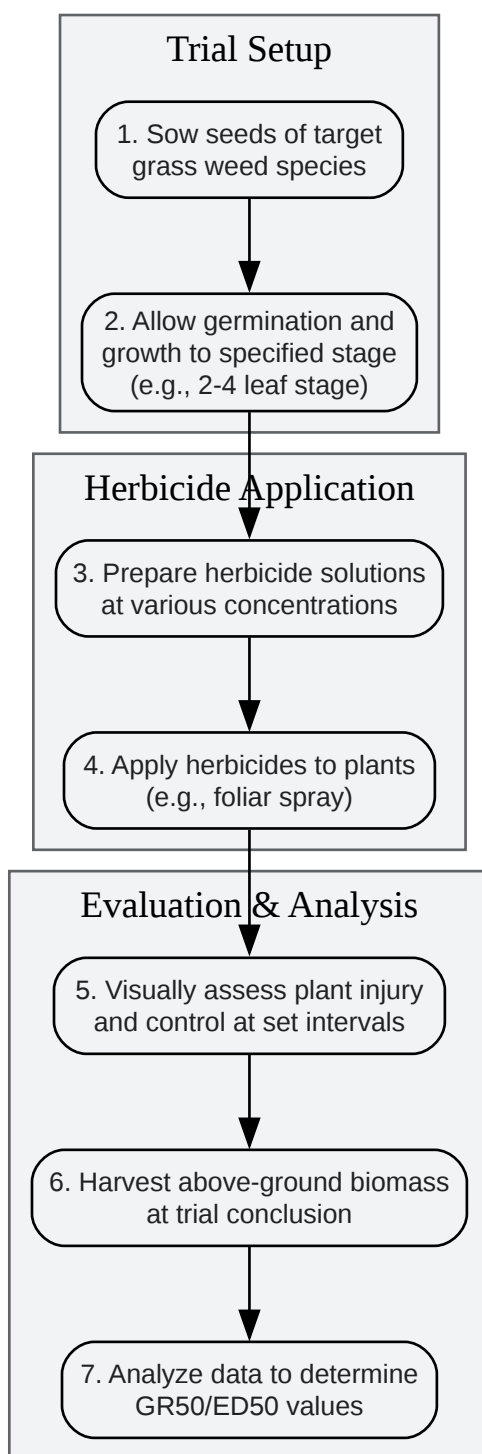 Trial Setup
1. Sow seeds of target
grass weed species
2. Allow germination and
growth to specified stage
(e.g., 2-4 leaf stage)
Herbicide Application
3. Prepare herbicide solutions
at various concentrations
4. Apply herbicides to plants
(e.g., foliar spray)
Evaluation & Analysis
5. Visually assess plant injury
and control at set intervals
6. Harvest above-ground biomass
at trial conclusion
7. Analyze data to determine
GR50/ED50 values